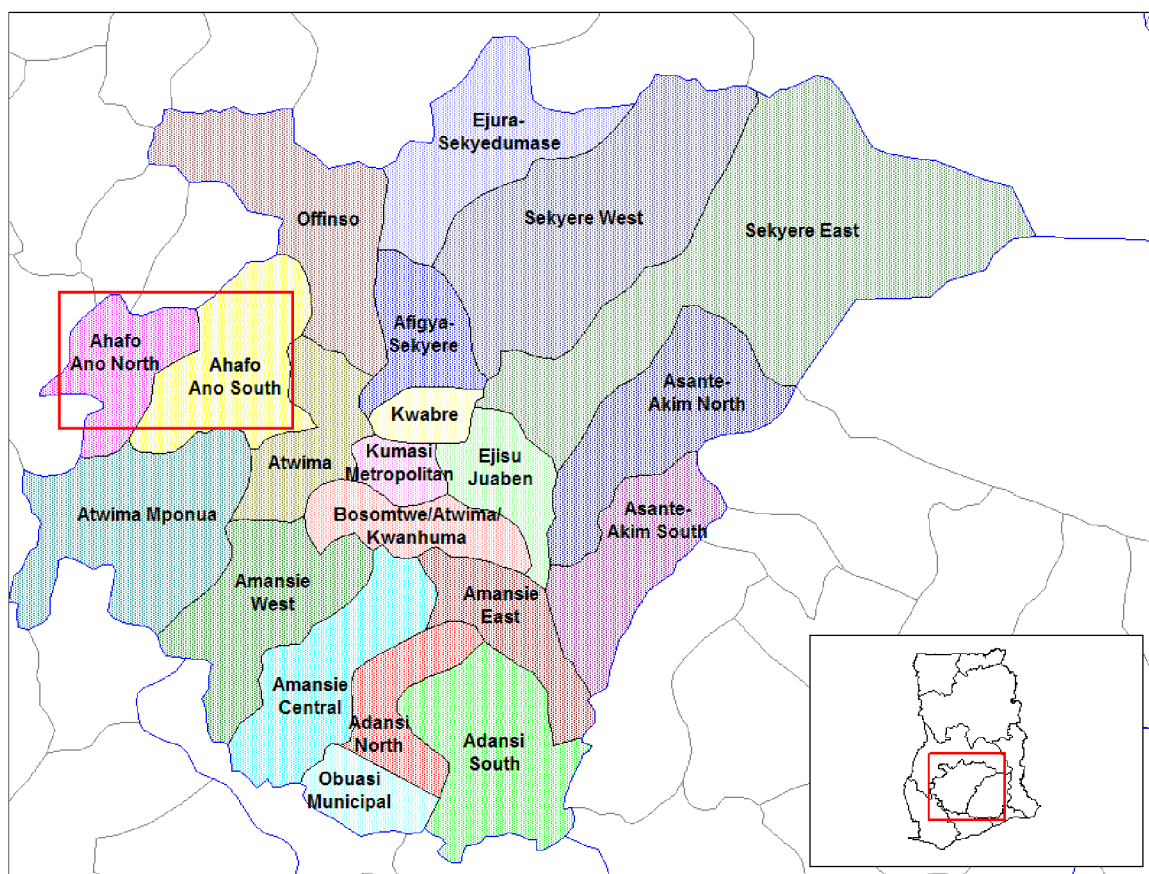 Ejura-
Sekyedumase
Offinso
Sekyere West
Sekyere East
Afigya-
Sekyere
Ahafo
Ano North
Ahafo
Ano South
Asante-
Akim North
Kwabre
Kumasi
Metropolitan
Ejisu
Juaben
Atwima
Atwima Mponua
Bosomtwe/Atwima/
Kwanhuma
Asante-
Akim South
Amansie
West
Amansie
East
Amansie
Central
Adansi
North
Adansi
South
Obuasi
Municipal